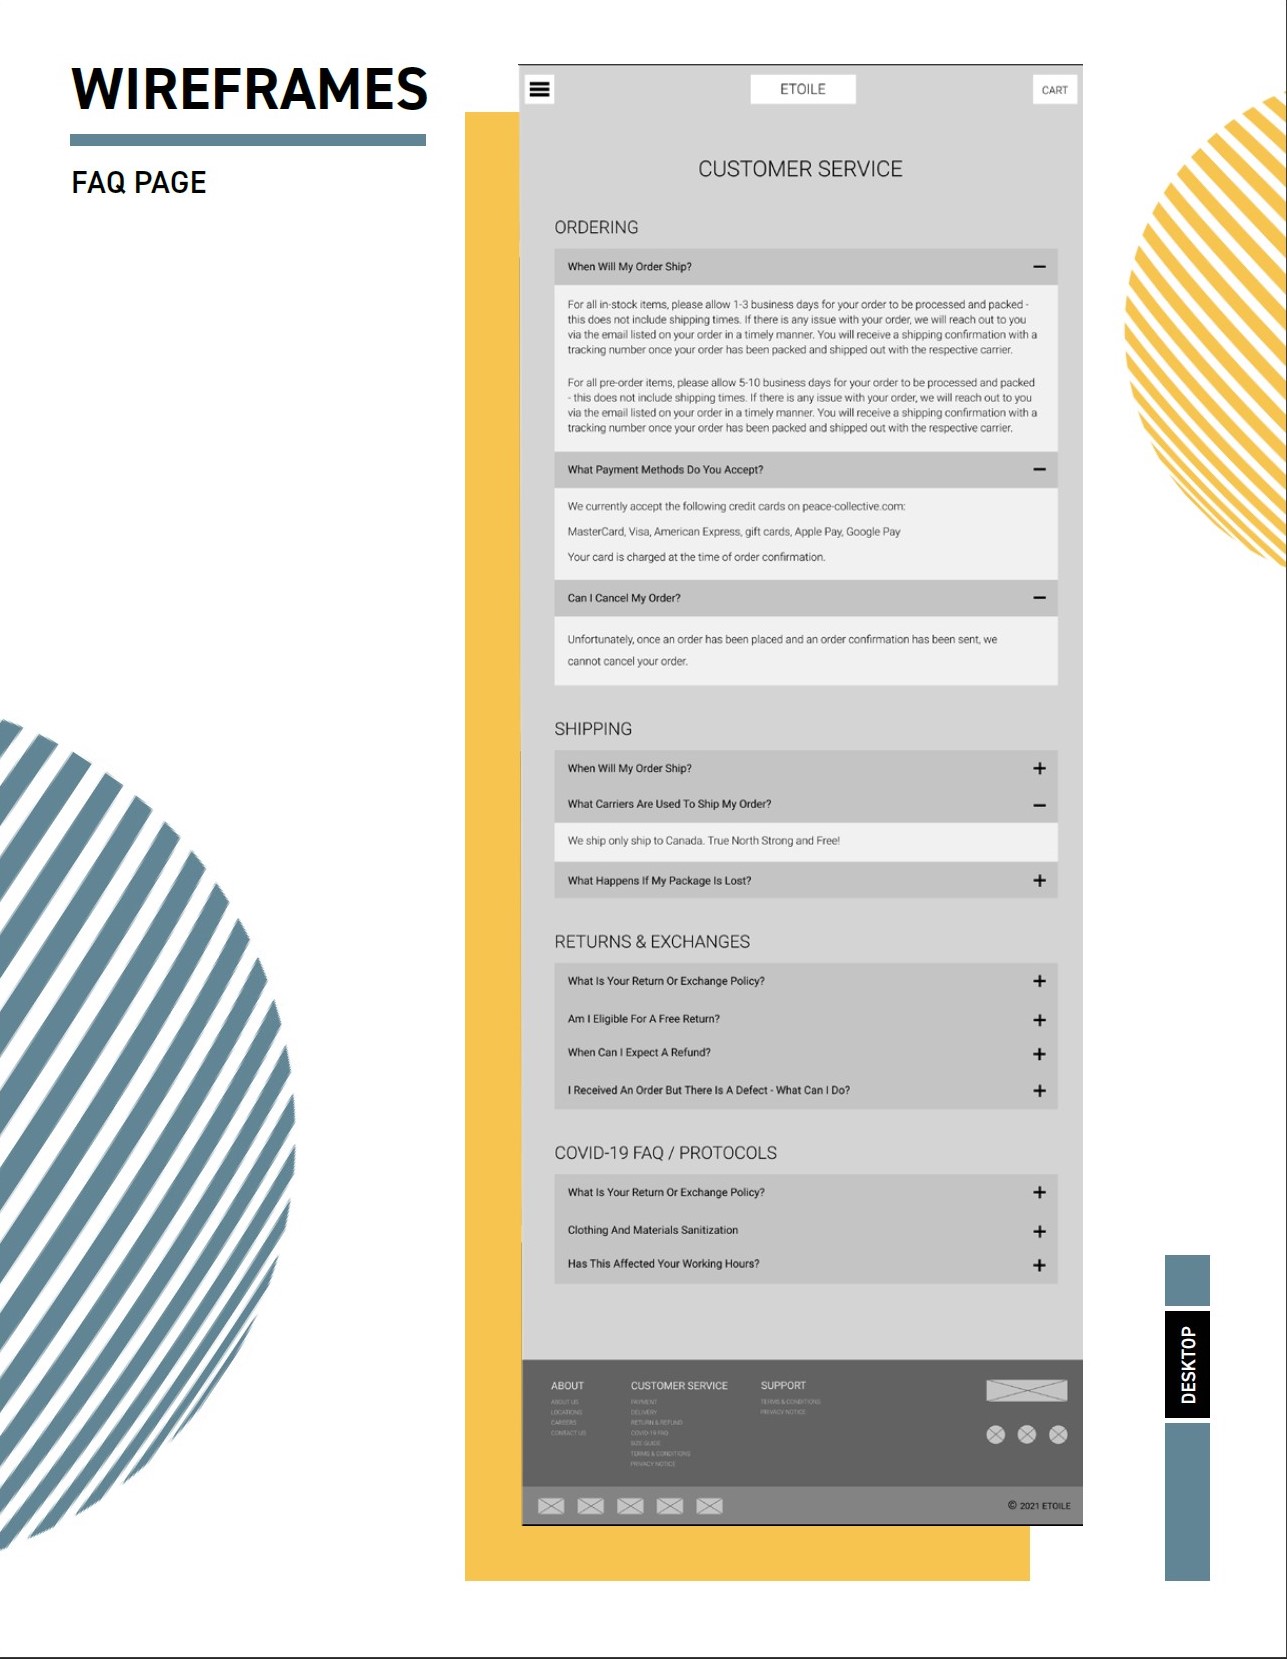 WIREFRAMES
FAQ PAGE
ETOILE
CART
CUSTOMER SERVICE
ORDERING
When Will My Order Ship?
For all in-stock items, please allow 1-3 business days for your order to be processed and packed -
this does not include shipping times. If there is any issue with your order, we will reach out to you
via the email listed on your order in a timely manner. You will receive a shipping confirmation with a
tracking number once your order has been packed and shipped out with the respective carrier.
For all pre-order items, please allow 5-10 business days for your order to be processed and packed
- this does not include shipping times. If there is any issue with your order, we will reach out to you
via the email listed on your order in a timely manner. You will receive a shipping confirmation with a
tracking number once your order has been packed and shipped out with the respective carrier.
What Payment Methods Do You Accept?
We currently accept the following credit cards on peace-collective.com:
MasterCard, Visa, American Express, gift cards, Apple Pay, Google Pay
Your card is charged at the time of order confirmation.
Can I Cancel My Order?
Unfortunately, once an order has been placed and an order confirmation has been sent, we
cannot cancel your order.
SHIPPING
When Will My Order Ship?
What Carriers Are Used To Ship My Order?
We ship only ship to Canada. True North Strong and Free!
What Happens If My Package Is Lost?
RETURNS & EXCHANGES
What Is Your Return Or Exchange Policy?
Am I Eligible For A Free Return?
When Can I Expect A Refund?
I Received An Order But There Is A Defect - What Can I Do?
COVID-19 FAQ / PROTOCOLS
What Is Your Return Or Exchange Policy?
Clothing And Materials Sanitization
Has This Affected Your Working Hours?
ABOUT
ABOUT US
LOCATIONS
CAREERS
CONTACT US
CUSTOMER SERVICE
PAYMENT
DELIVERY
RETURN & REFUND
COVID-19 FAQ
SIZE GUIDE
TERMS & CONDITIONS
PRIVACY NOTICE
SUPPORT
TERMS & CONDITIONS
PRIVACY NOTICE
© 2021 ETOILE
DESKTOP